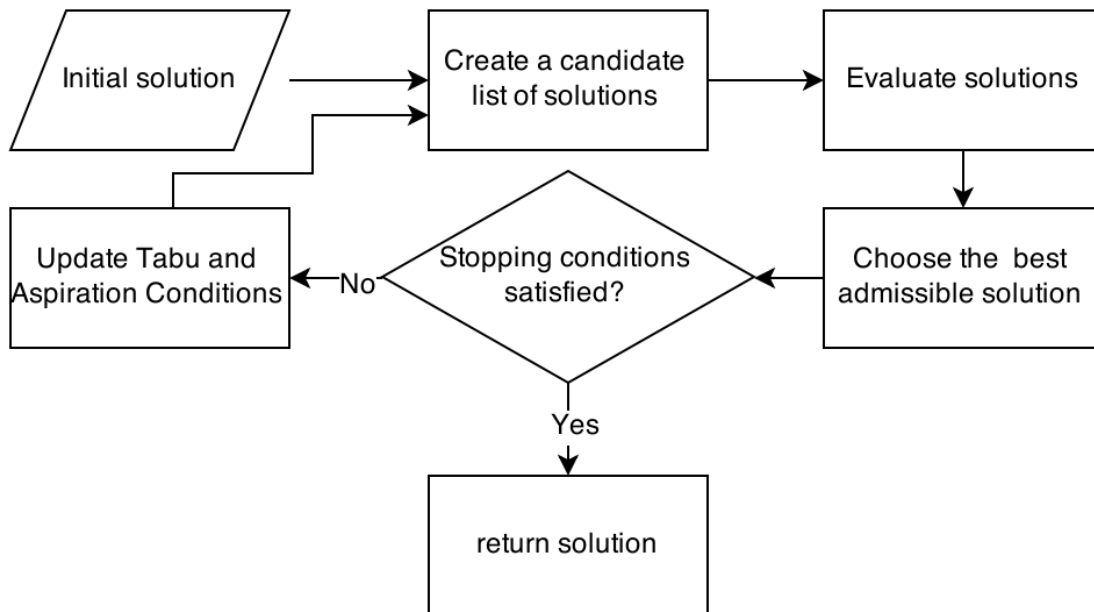 Initial solution
Create a candidate
list of solutions
Evaluate solutions
Update Tabu and
Aspiration Conditions
No
Stopping conditions
satisfied?
Choose the  best
admissible solution
Yes
return solution